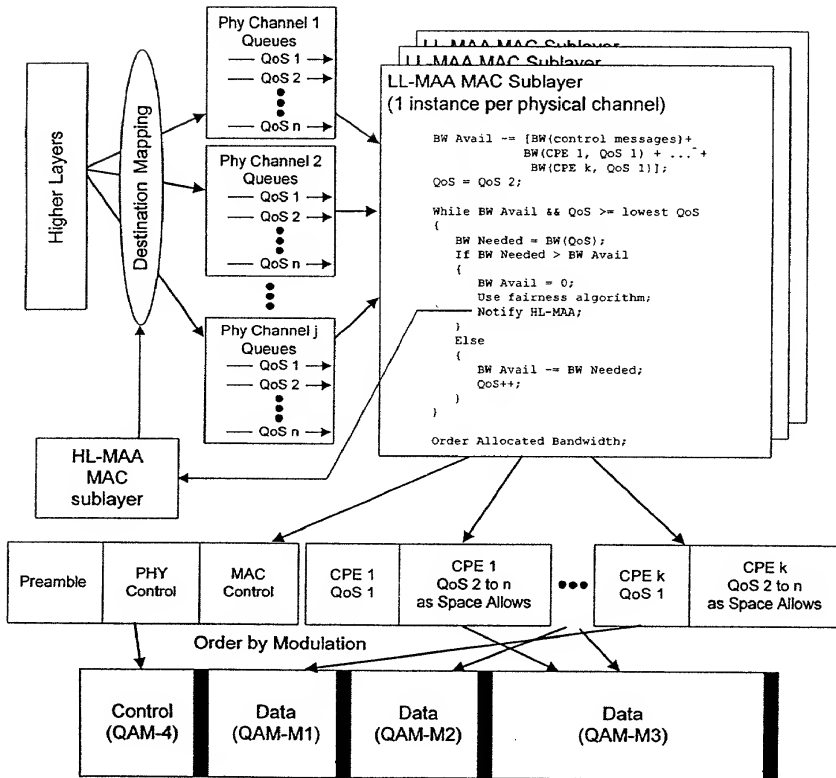 Higher Layers
Destination Mapping
Phy Channel 1
Queues
QoS 1
QoS 2
QoS n
Phy Channel 2
Queues
QoS 1
QoS 2
QoS n
Phy Channel j
Queues
QoS 1
QoS 2
QoS n
HL-MAA
MAC
sublayer
LL-MAA MAC Sublayer
LL-MAA MAC Sublayer
LL-MAA MAC Sublayer
(1 instance per physical channel)
BW Avail -= [BW(control messages)+
BW(CPE 1, QoS 1) + ... +
BW(CPE k, QoS 1)];
QoS = QoS 2;
While BW Avail && QoS >= lowest QoS
{
BW Needed = BW(QoS);
If BW Needed > BW Avail
{
BW Avail = 0;
Use fairness algorithm;
Notify HL-MAA;
}
Else
{
BW Avail -= BW Needed;
QoS++;
}
}
Order Allocated Bandwidth;
Preamble
PHY
Control
MAC
Control
CPE 1
QoS 1
CPE 1
QoS 2 to n
as Space Allows
CPE k
QoS 1
CPE k
QoS 2 to n
as Space Allows
Order by Modulation
Control
(QAM-4)
Data
(QAM-M1)
Data
(QAM-M2)
Data
(QAM-M3)